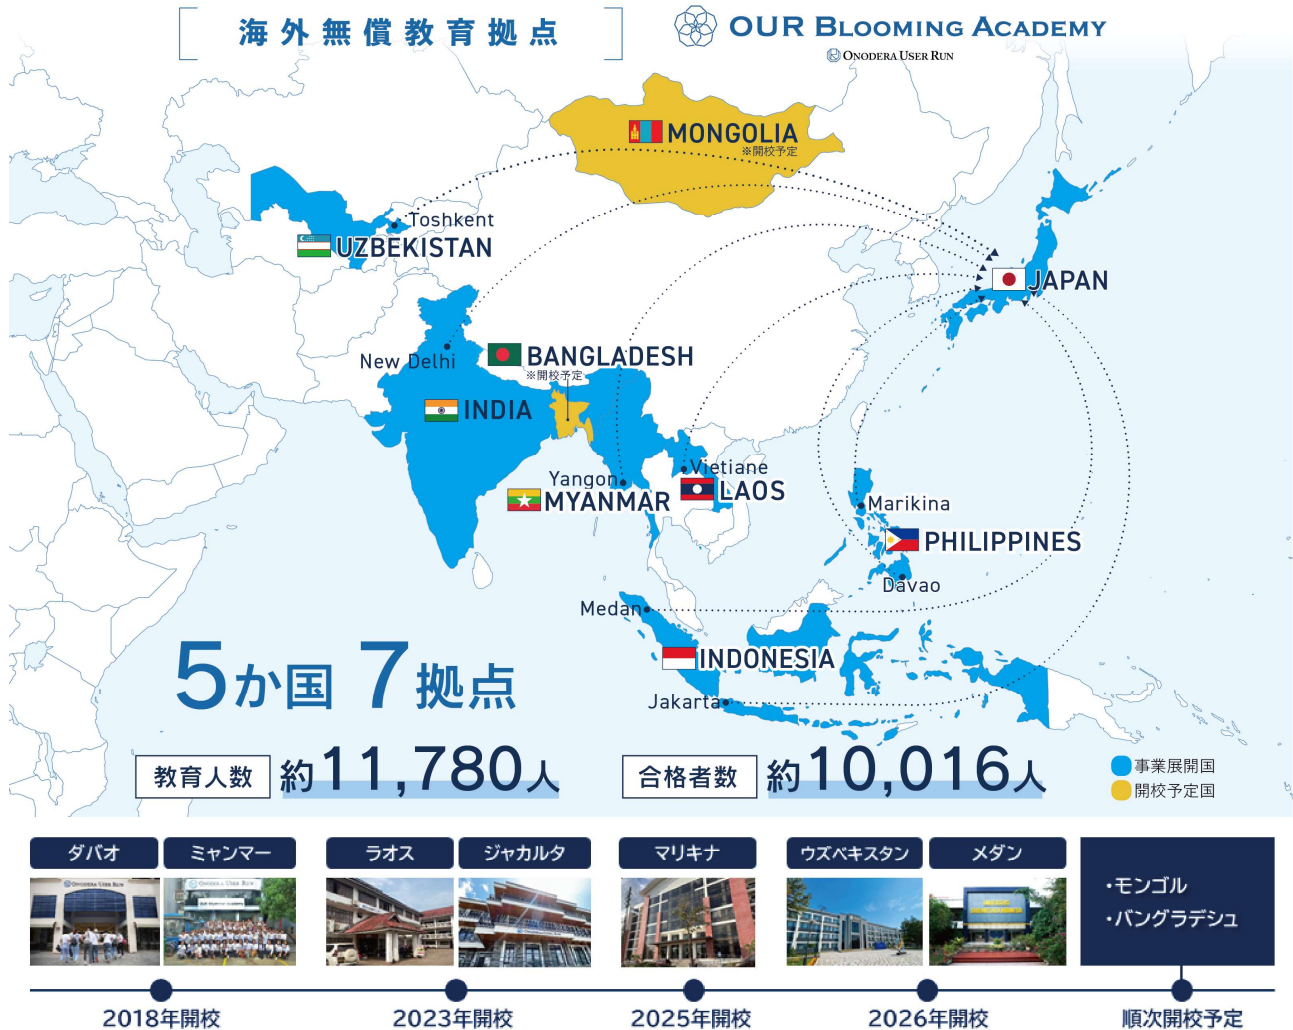 海外無償教育拠点
OUR BLOOMING ACADEMY
ONODERA USER RUN
MONGOLIA
※開校予定
Toshkent
UZBEKISTAN
JAPAN
New Delhi
BANGLADESH
※開校予定
INDIA
Yangon
MYANMAR
Vietiane
LAOS
Marikina
PHILIPPINES
Davao
Medan
INDONESIA
Jakarta
5か国 7拠点
教育人数 約11,780人
合格者数 約10,016人
事業展開国
開校予定国
ダバオ
ミャンマー
ラオス
ジャカルタ
マリキナ
ウズベキスタン
メダン
・モンゴル
・バングラデシュ
ONODERA USER RUN
ONODERA USER RUN
2018年開校
2023年開校
2025年開校
2026年開校
順次開校予定